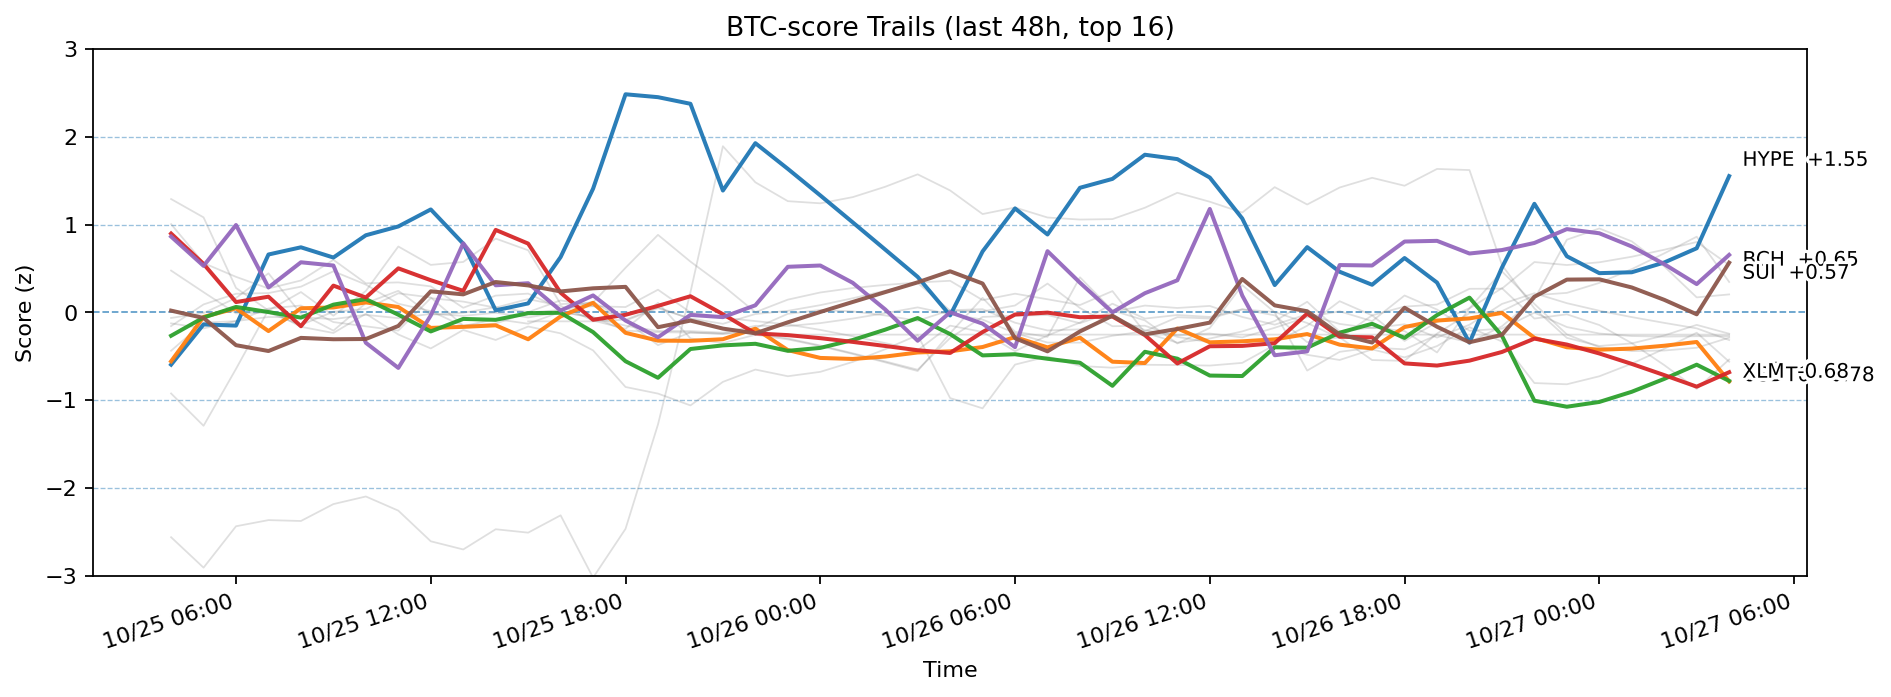 BTC-score Trails (last 48h, top 16)
Score (z)
3
2
1
0
−1
−2
−3
HYPE +1.55
BCH +0.65
SUI +0.57
XLM -0.68
10/25 06:00
10/25 12:00
10/25 18:00
10/26 00:00
10/26 06:00
10/26 12:00
10/26 18:00
10/27 00:00
10/27 06:00
Time